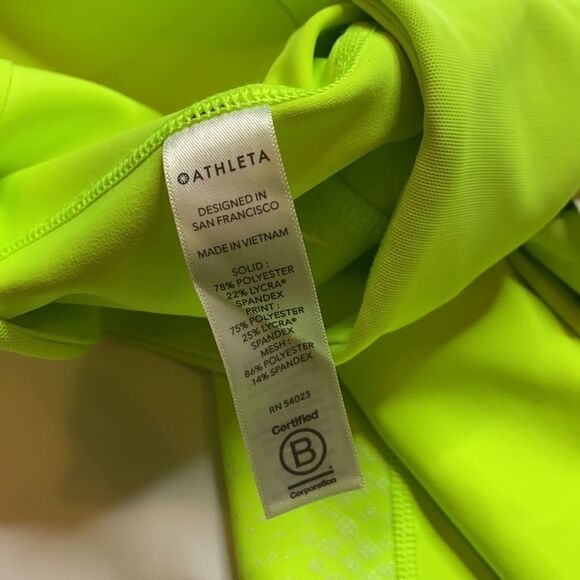 ATHLETA
DESIGNED IN
SAN FRANCISCO
MADE IN VIETNAM
SOLID :
78% POLYESTER
22% LYCRA®
SPANDEX
PRINT :
75% POLYESTER
25% LYCRA®
SPANDEX
MESH :
86% POLYESTER
14% SPANDEX
RN 54023
Certified
B
Corporation